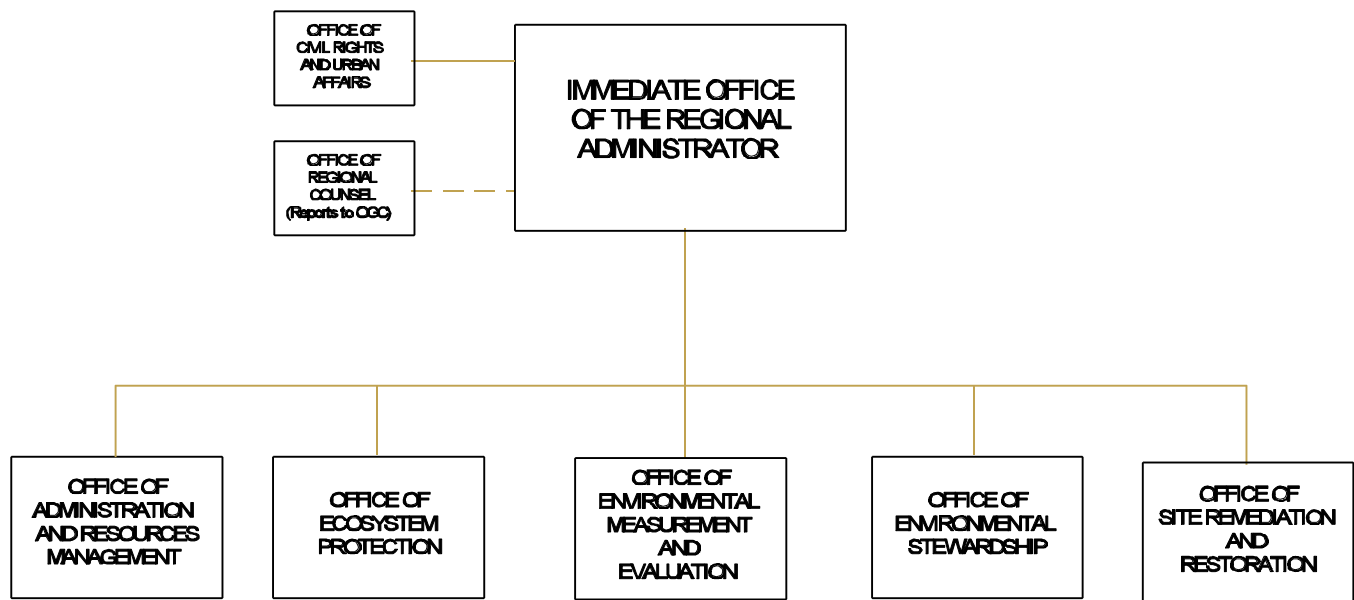 OFFICE OF
CIVIL RIGHTS
AND URBAN
AFFAIRS
IMMEDIATE OFFICE
OF THE REGIONAL
ADMINISTRATOR
OFFICE OF
REGIONAL
COUNSEL
(Reports to OGC)
OFFICE OF
ADMINISTRATION
AND RESOURCES
MANAGEMENT
OFFICE OF
ECOSYSTEM
PROTECTION
OFFICE OF
ENVIRONMENTAL
MEASUREMENT
AND
EVALUATION
OFFICE OF
ENVIRONMENTAL
STEWARDSHIP
OFFICE OF
SITE REMEDIATION
AND
RESTORATION